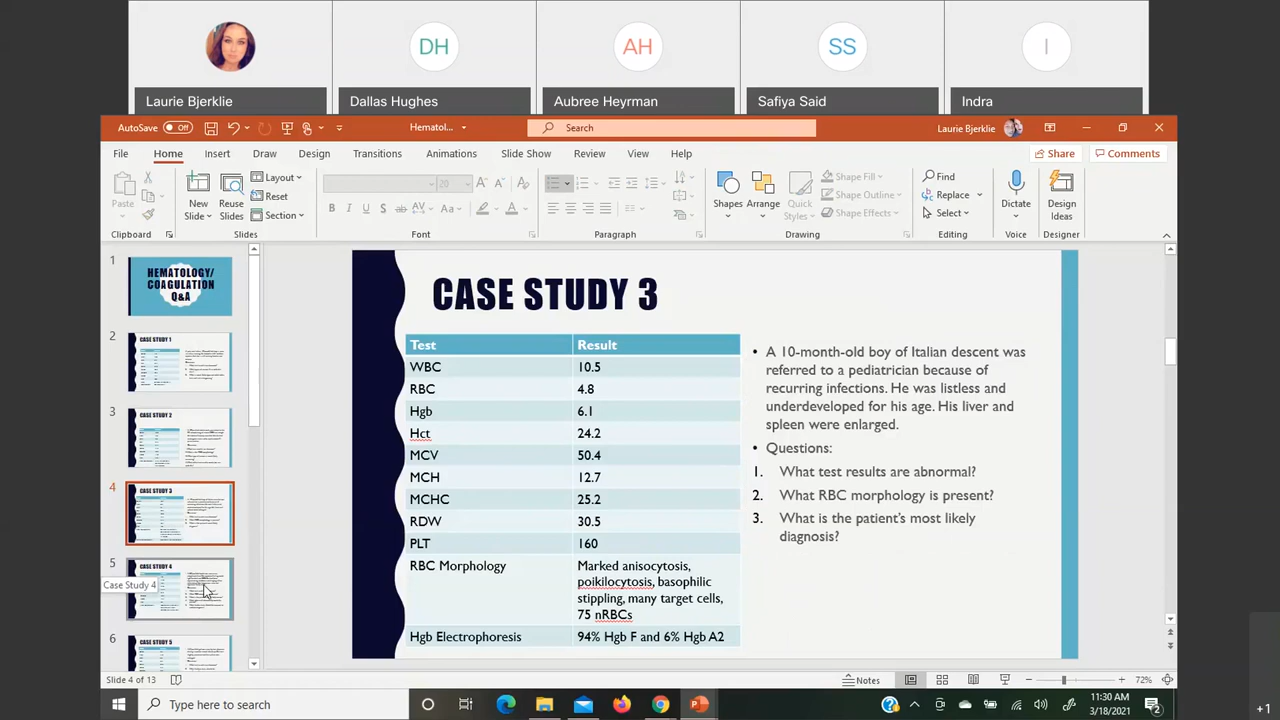 DH
AH
SS
I
Laurie Bjerklie
Dallas Hughes
Aubree Heyrman
Safiya Said
Indra
AutoSave Off
Hematol...
Search
Laurie Bjerklie
File Home Insert Draw Design Transitions Animations Slide Show Review View Help
Share
Comments
Paste
New
Slide
Reuse
Slides
Layout
Reset
Section
20
Shapes
Arrange
Quick
Styles
Shape Fill
Shape Outline
Shape Effects
Find
Replace
Select
Dictate
Design
Ideas
Clipboard
Slides
Font
Paragraph
Drawing
Editing
Voice
Designer
1
HEMATOLOGY/
COAGULATION
Q&A
2
CASE STUDY 1
3
CASE STUDY 2
4
CASE STUDY 3
5
CASE STUDY 4
Case Study 4
6
CASE STUDY 5
CASE STUDY 3
Test Result
WBC 10.5
RBC 4.8
Hgb 6.1
Hct 24.2
MCV 50.4
MCH 12.7
MCHC 25.2
RDW 30.5
PLT 160
RBC Morphology Marked anisocytosis,
poikilocytosis, basophilic
stippling, many target cells,
75 nRBCs
Hgb Electrophoresis 94% Hgb F and 6% Hgb A2
• A 10-month-old boy of Italian descent was
referred to a pediatrician because of
recurring infections. He was listless and
underdeveloped for his age. His liver and
spleen were enlarged.
• Questions:
1. What test results are abnormal?
2. What RBC morphology is present?
3. What is the patient's most likely
diagnosis?
Slide 4 of 13
Notes
72%
Type here to search
11:30 AM
3/18/2021
2
+1